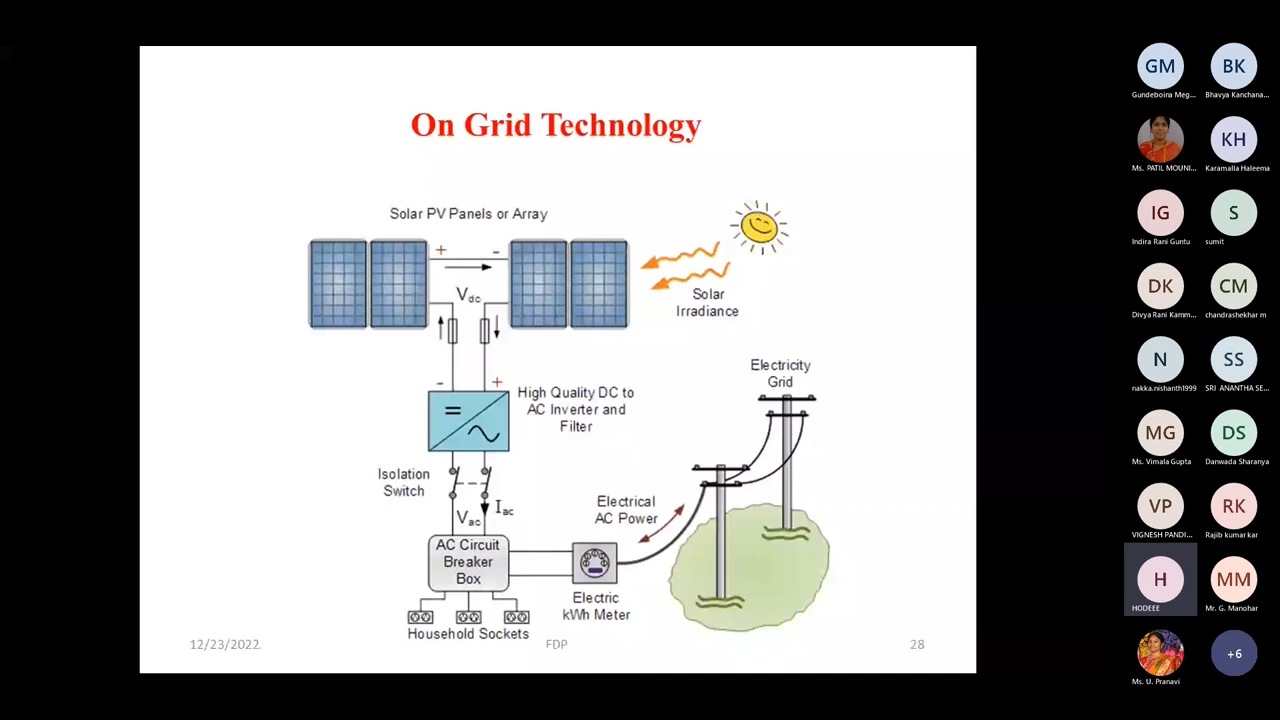 On Grid Technology
Solar PV Panels or Array
+
-
Vdc
Solar
Irradiance
-
+
High Quality DC to
AC Inverter and
Filter
Electricity
Grid
Isolation
Switch
Iac
Vac
Electrical
AC Power
AC Circuit
Breaker
Box
Electric
kWh Meter
Household Sockets
12/23/2022
FDP
28
GM
BK
Gundeboina Meg...
Bhavya Kanchana...
KH
Ms. PATIL MOUNI...
Karamalla Haleema
IG
S
Indira Rani Guntu
sumit
DK
CM
Divya Rani Kamm...
chandrashekhar m
N
SS
nakka.nishanth1999
SRI ANANTHA SE...
MG
DS
Ms. Vimala Gupta
Danwada Sharanya
VP
RK
VIGNESH PANDI...
Rajib kumar kar
H
MM
HODEEE
Mr. G. Manohar
+6
Ms. U. Pranavi